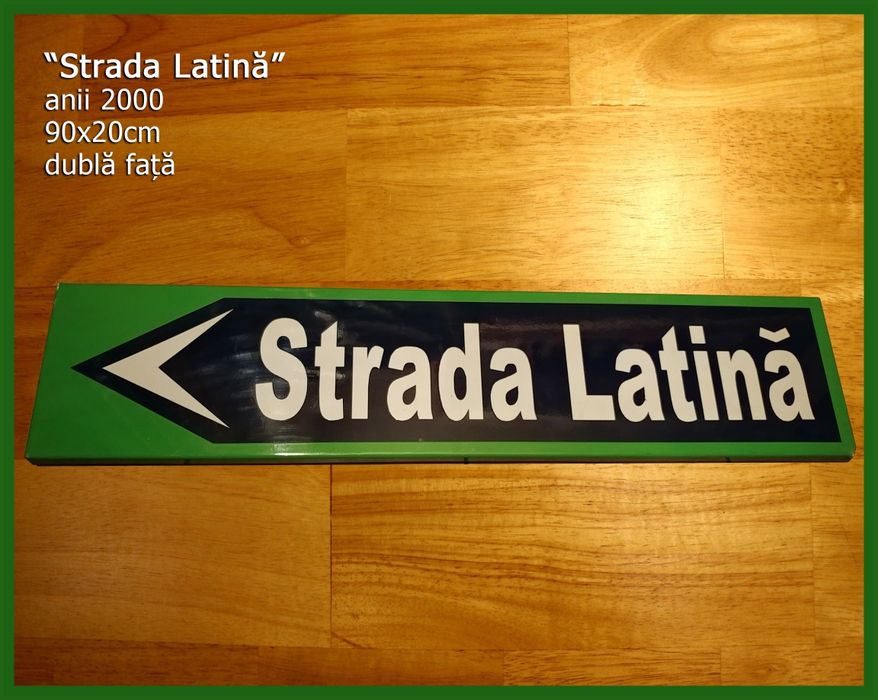 “Strada Latină”
anii 2000
90x20cm
dublă față
Strada Latină